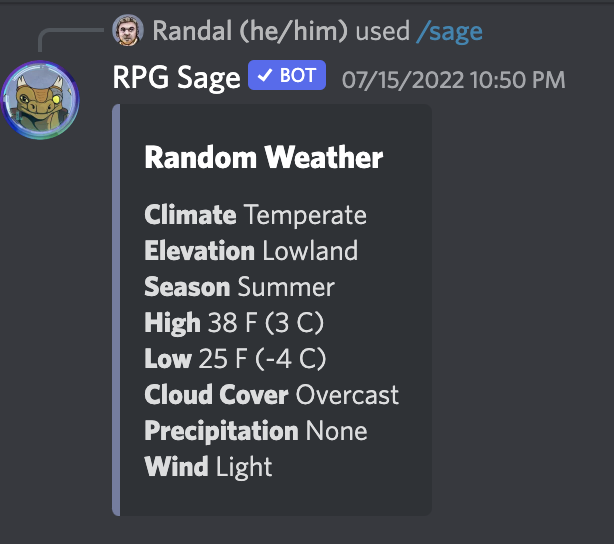 Randal (he/him) used /sage
RPG Sage ✓ BOT 07/15/2022 10:50 PM
Random Weather
Climate Temperate
Elevation Lowland
Season Summer
High 38 F (3 C)
Low 25 F (-4 C)
Cloud Cover Overcast
Precipitation None
Wind Light